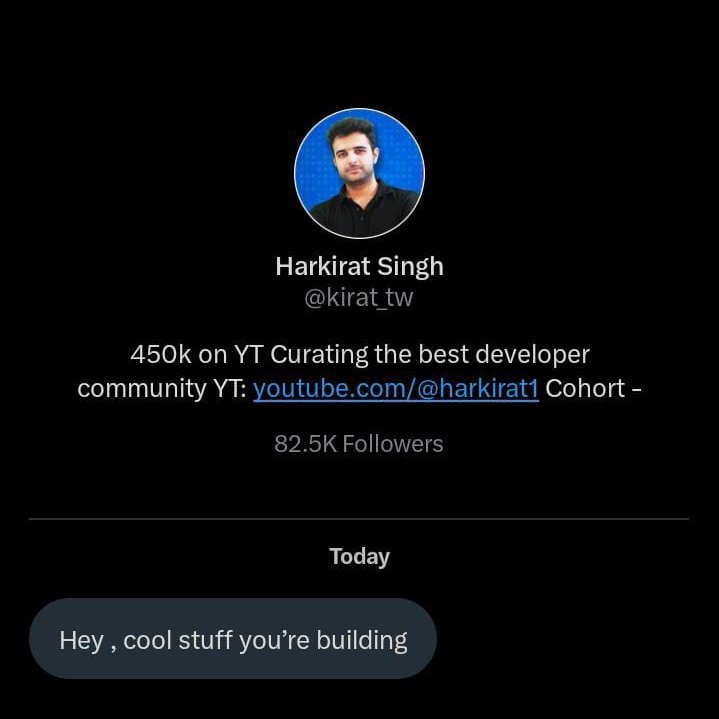 Harkirat Singh
@kirat_tw
450k on YT Curating the best developer
community YT: youtube.com/@harkirat1 Cohort -
82.5K Followers
Today
Hey , cool stuff you’re building